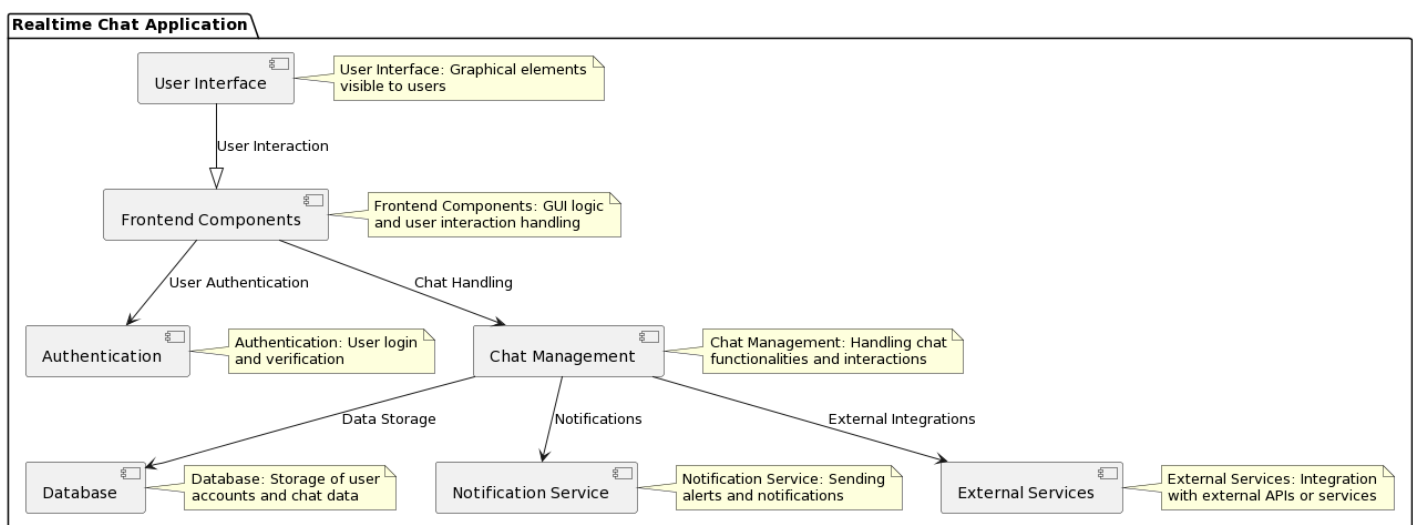 Realtime Chat Application
User Interface
User Interface: Graphical elements
visible to users
User Interaction
Frontend Components
Frontend Components: GUI logic
and user interaction handling
User Authentication
Chat Handling
Authentication
Authentication: User login
and verification
Chat Management
Chat Management: Handling chat
functionalities and interactions
Data Storage
Notifications
External Integrations
Database
Database: Storage of user
accounts and chat data
Notification Service
Notification Service: Sending
alerts and notifications
External Services
External Services: Integration
with external APIs or services